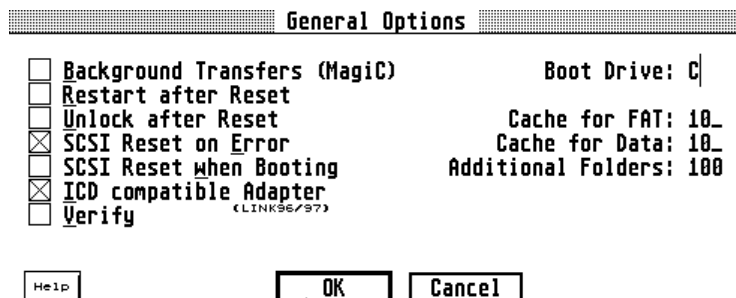 General Options
Background Transfers (MagiC) Boot Drive: C
Restart after Reset
Unlock after Reset Cache for FAT: 10_
SCSI Reset on Error Cache for Data: 10_
SCSI Reset when Booting Additional Folders: 100
ICD compatible Adapter
(LINK96/97)
Verify
Help OK Cancel